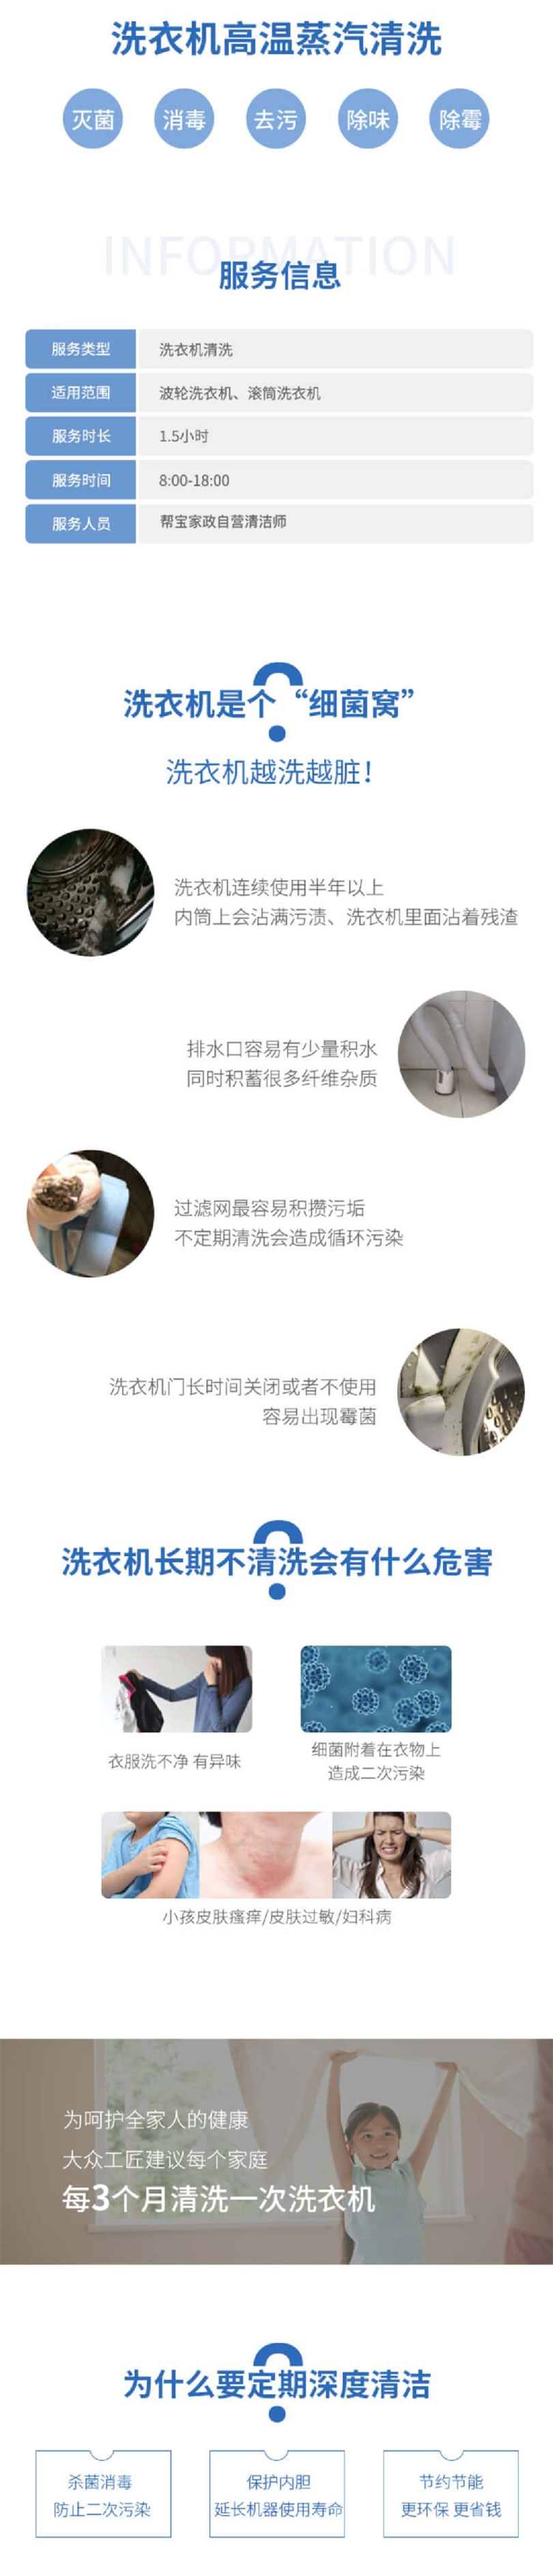 洗衣机高温蒸汽清洗
灭菌 消毒 去污 除味 除霉
INFORMATION
服务信息
服务类型 洗衣机清洗
适用范围 波轮洗衣机、滚筒洗衣机
服务时长 1.5小时
服务时间 8:00-18:00
服务人员 帮宝家政自营清洁师
?
洗衣机是个“细菌窝”
洗衣机越洗越脏！
洗衣机连续使用半年以上
内筒上会沾满污渍、洗衣机里面沾着残渣
排水口容易有少量积水
同时积蓄很多纤维杂质
过滤网最容易积攒污垢
不定期清洗会造成循环污染
洗衣机门长时间关闭或者不使用
容易出现霉菌
?
洗衣机长期不清洗会有什么危害
衣服洗不净 有异味
细菌附着在衣物上
造成二次污染
小孩皮肤瘙痒/皮肤过敏/妇科病
为呵护全家人的健康
大众工匠建议每个家庭
每3个月清洗一次洗衣机
?
为什么要定期深度清洁
杀菌消毒
防止二次污染
保护内胆
延长机器使用寿命
节约节能
更环保 更省钱